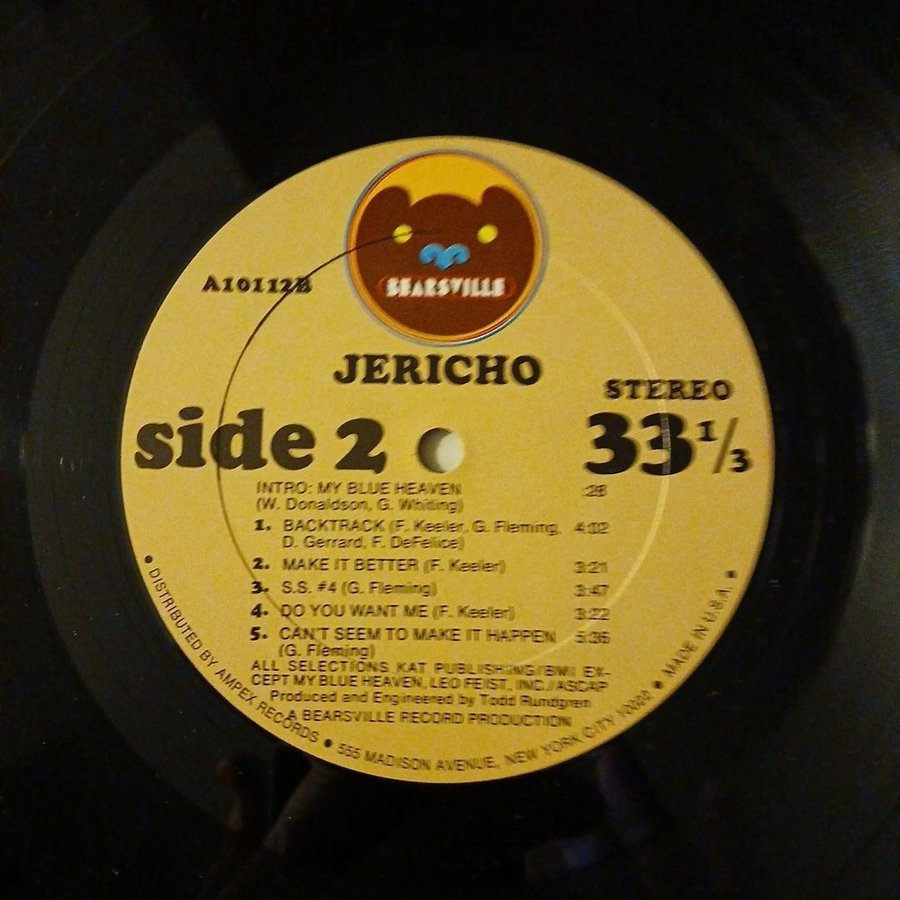 BEARSVILLE
A10112B
JERICHO
STEREO
side 2
33 1/3
INTRO: MY BLUE HEAVEN :28
(W. Donaldson, G. Whiting)
1. BACKTRACK (F. Keeler, G. Fleming, 4:02
D. Gerrard, F. DeFelice)
2. MAKE IT BETTER (F. Keeler) 3:21
3. S.S. #4 (G. Fleming) 3:47
4. DO YOU WANT ME (F. Keeler) 3:22
5. CAN'T SEEM TO MAKE IT HAPPEN 5:36
(G. Fleming)
ALL SELECTIONS KAT PUBLISHING/BMI, EX-
CEPT MY BLUE HEAVEN, LEO FEIST, INC./ASCAP
Produced and Engineered by Todd Rundgren
A BEARSVILLE RECORD PRODUCTION
• DISTRIBUTED BY AMPEX RECORDS • 555 MADISON AVENUE, NEW YORK CITY 10022 • MADE IN U.S.A. •